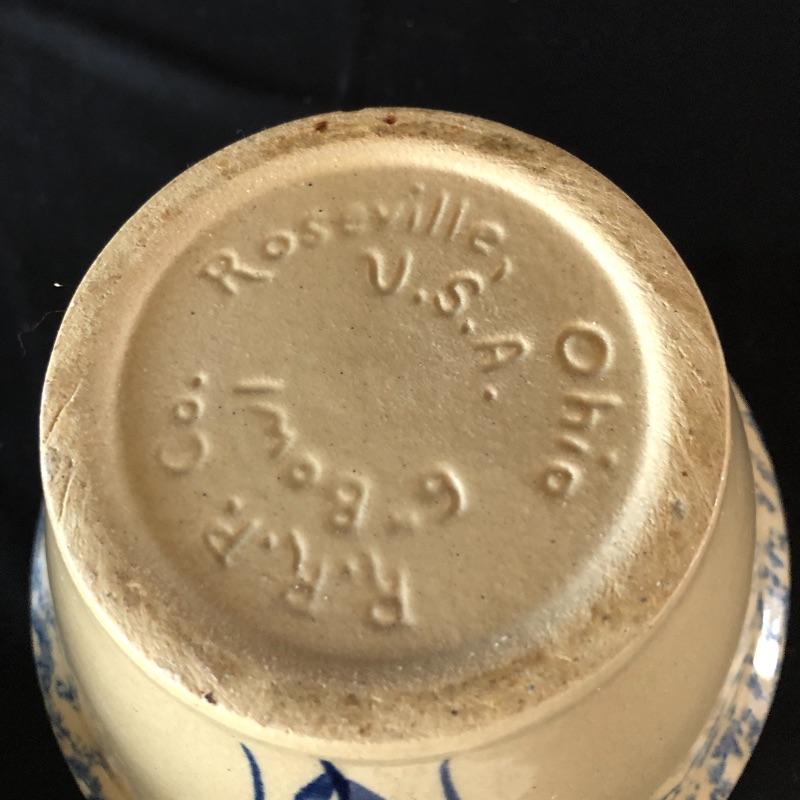 R.R.P. Co.
Roseville, Ohio
U.S.A.
6" Bowl